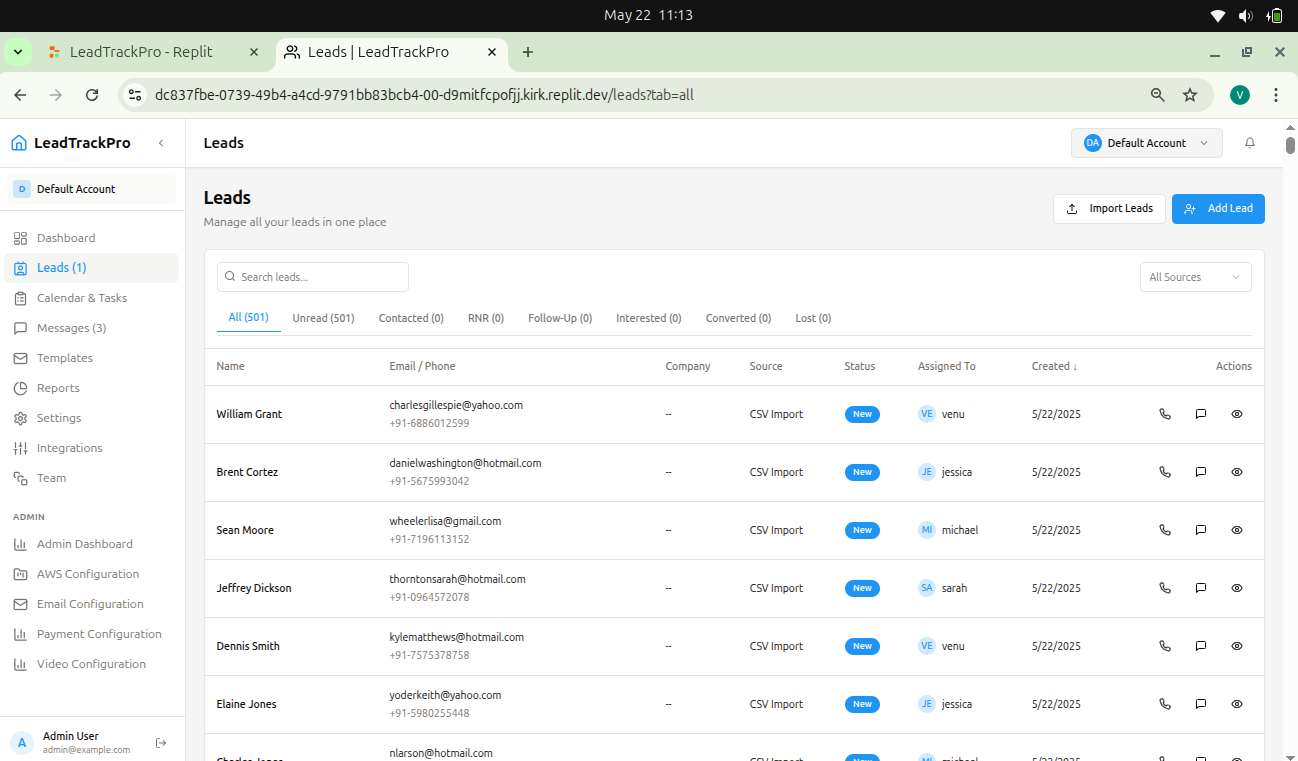 May 22 11:13
LeadTrackPro - Replit
Leads | LeadTrackPro
dc837fbe-0739-49b4-a4cd-9791bb83bcb4-00-d9mitfcpofjj.kirk.replit.dev/leads?tab=all
V
LeadTrackPro
Leads
DA Default Account
D Default Account
Leads
Manage all your leads in one place
Import Leads
Add Lead
Dashboard
Leads (1)
Calendar & Tasks
Messages (3)
Templates
Reports
Settings
Integrations
Team
ADMIN
Admin Dashboard
AWS Configuration
Email Configuration
Payment Configuration
Video Configuration
A
Admin User
admin@example.com
Search leads...
All Sources
All (501) Unread (501) Contacted (0) RNR (0) Follow-Up (0) Interested (0) Converted (0) Lost (0)
Name Email / Phone Company Source Status Assigned To Created ↓ Actions
William Grant charlesgillespie@yahoo.com -- CSV Import New VE venu 5/22/2025
+91-6886012599
Brent Cortez danielwashington@hotmail.com -- CSV Import New JE jessica 5/22/2025
+91-5675993042
Sean Moore wheelerlisa@gmail.com -- CSV Import New MI michael 5/22/2025
+91-7196113152
Jeffrey Dickson thorntonsarah@hotmail.com -- CSV Import New SA sarah 5/22/2025
+91-0964572078
Dennis Smith kylematthews@hotmail.com -- CSV Import New VE venu 5/22/2025
+91-7575378758
Elaine Jones yoderkeith@yahoo.com -- CSV Import New JE jessica 5/22/2025
+91-5980255448
nlarson@hotmail.com